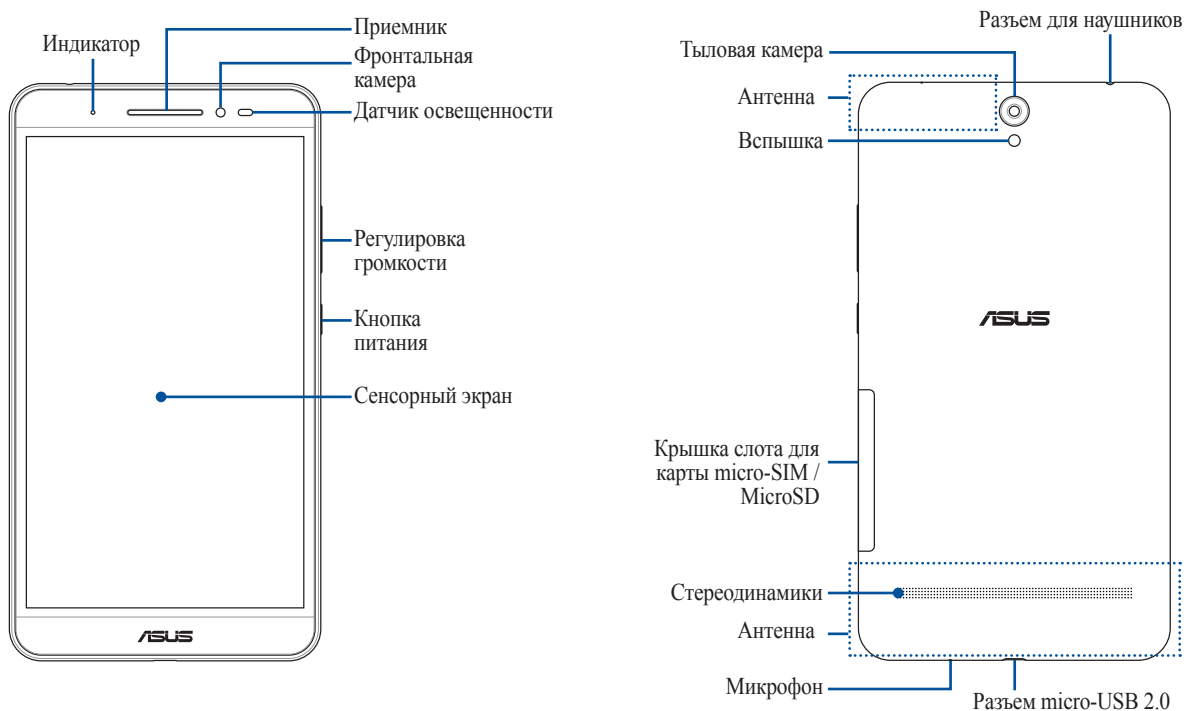 Индикатор
Приемник
Фронтальная
камера
Датчик освещенности
Регулировка
громкости
Кнопка
питания
Сенсорный экран
ASUS
Разъем для наушников
Тыловая камера
Антенна
Вспышка
ASUS
Крышка слота для
карты micro-SIM /
MicroSD
Стереодинамики
Антенна
Микрофон
Разъем micro-USB 2.0